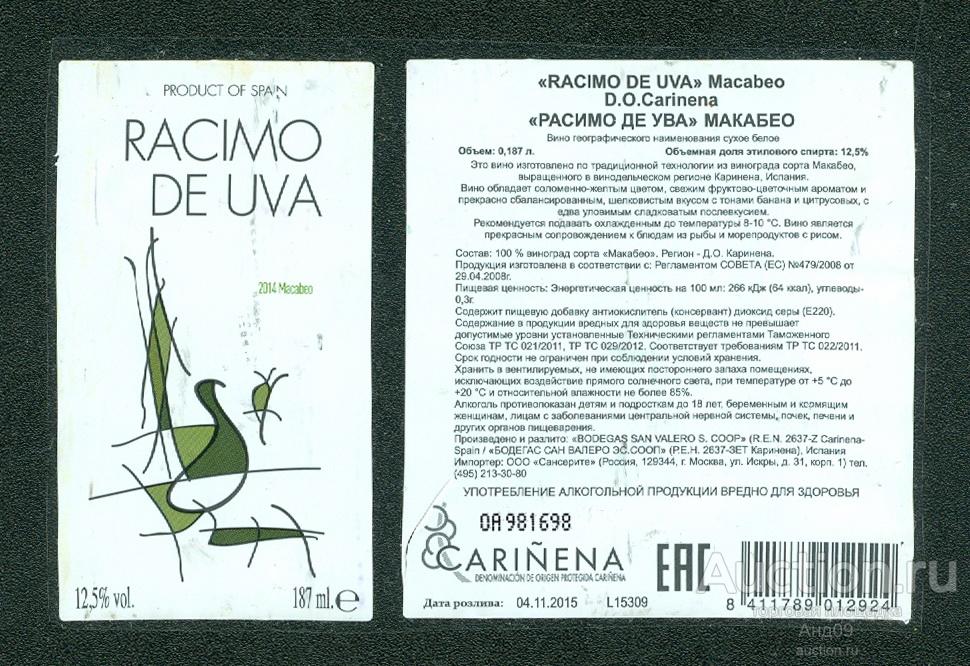 PRODUCT OF SPAIN
RACIMO
DE UVA
2014 Macabeo
12.5% vol.
187 ml. ℮
«RACIMO DE UVA» Macabeo
D.O.Carinena
«РАСИМО ДЕ УВА» МАКАБЕО
Вино географического наименования сухое белое
Объем: 0,187 л. Объемная доля этилового спирта: 12,5%
Это вино изготовлено по традиционной технологии из винограда сорта Макабео,
выращенного в винодельческом регионе Каринена, Испания.
Вино обладает соломенно-желтым цветом, свежим фруктово-цветочным ароматом и
прекрасно сбалансированным, шелковистым вкусом с тонами банана и цитрусовых, с
едва уловимым сладковатым послевкусием.
Рекомендуется подавать охлажденным до температуры 8-10 °С. Вино является
прекрасным сопровождением к блюдам из рыбы и морепродуктов с рисом.
Состав: 100 % виноград сорта «Макабео». Регион - Д.О. Каринена.
Продукция изготовлена в соответствии с: Регламентом СОВЕТА (ЕС) №479/2008 от
29.04.2008г.
Пищевая ценность: Энергетическая ценность на 100 мл: 266 кДж (64 ккал), углеводы-
0,3г.
Содержит пищевую добавку антиокислитель (консервант) диоксид серы (Е220).
Содержание в продукции вредных для здоровья веществ не превышает
допустимые уровни установленные Техническими регламентами Таможенного
Союза ТР ТС 021/2011, ТР ТС 029/2012. Соответствует требованиям ТР ТС 022/2011.
Срок годности не ограничен при соблюдении условий хранения.
Хранить в вентилируемых, не имеющих постороннего запаха помещениях,
исключающих воздействие прямого солнечного света, при температуре от +5 °С до
+20 °С и относительной влажности не более 85%.
Алкоголь противопоказан детям и подросткам до 18 лет, беременным и кормящим
женщинам, лицам с заболеваниями центральной нервной системы, почек, печени и
других органов пищеварения.
Произведено и разлито: «BODEGAS SAN VALERO S. COOP» (R.E.N. 2637-Z Carinena-
Spain / «БОДЕГАС САН ВАЛЕРО ЭС.СООП» (Р.Е.Н. 2637-ЗЕТ Каринена), Испания
Импортер: ООО «Сансерите» (Россия, 129344, г. Москва, ул. Искры, д. 31, корп. 1) тел.
(495) 213-30-80
УПОТРЕБЛЕНИЕ АЛКОГОЛЬНОЙ ПРОДУКЦИИ ВРЕДНО ДЛЯ ЗДОРОВЬЯ
0A981698
CARIÑENA
DENOMINACIÓN DE ORIGEN PROTEGIDA CARIÑENA
EAC
Дата розлива: 04.11.2015 L15309
8 411789 012924
Auction.ru
торговая площадка
Анд09
auction.ru